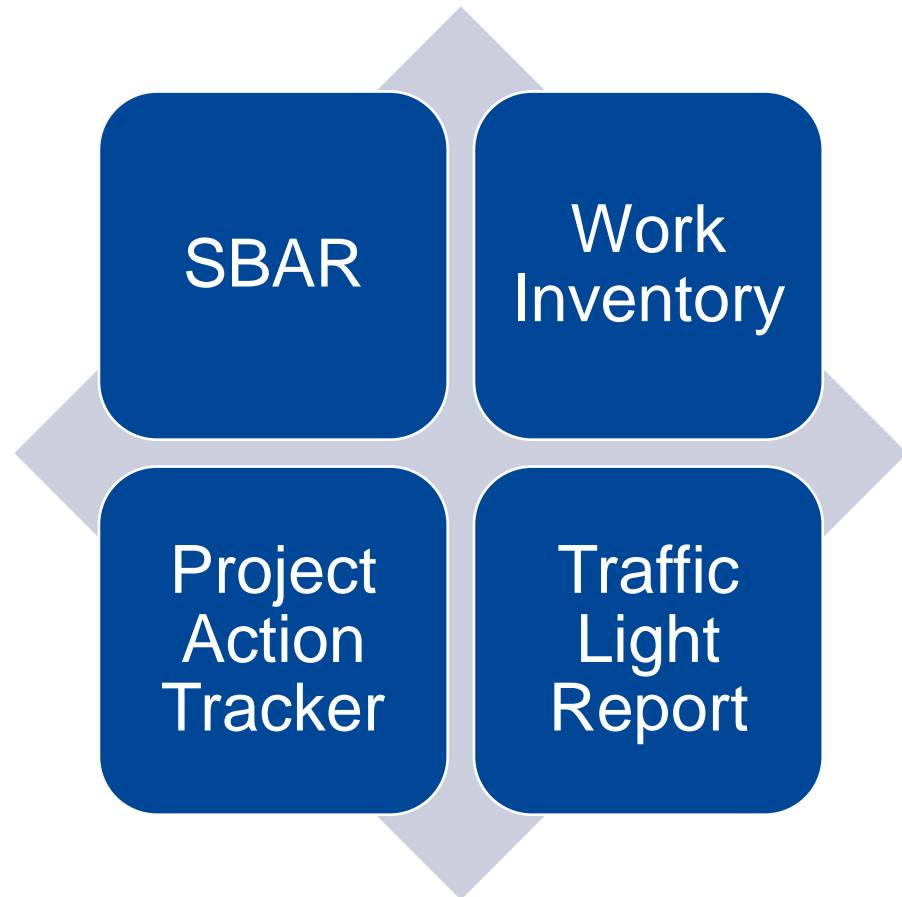 SBAR
Work
Inventory
Project
Action
Tracker
Traffic
Light
Report